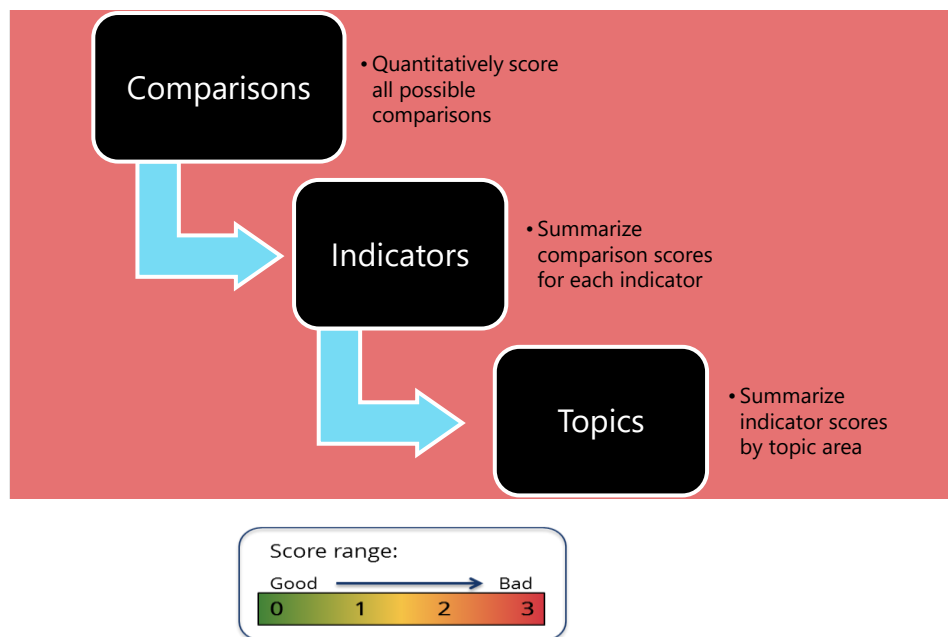 Comparisons
• Quantitatively score
all possible
comparisons
Indicators
• Summarize
comparison scores
for each indicator
Topics
• Summarize
indicator scores
by topic area
Score range:
Good Bad
0 1 2 3